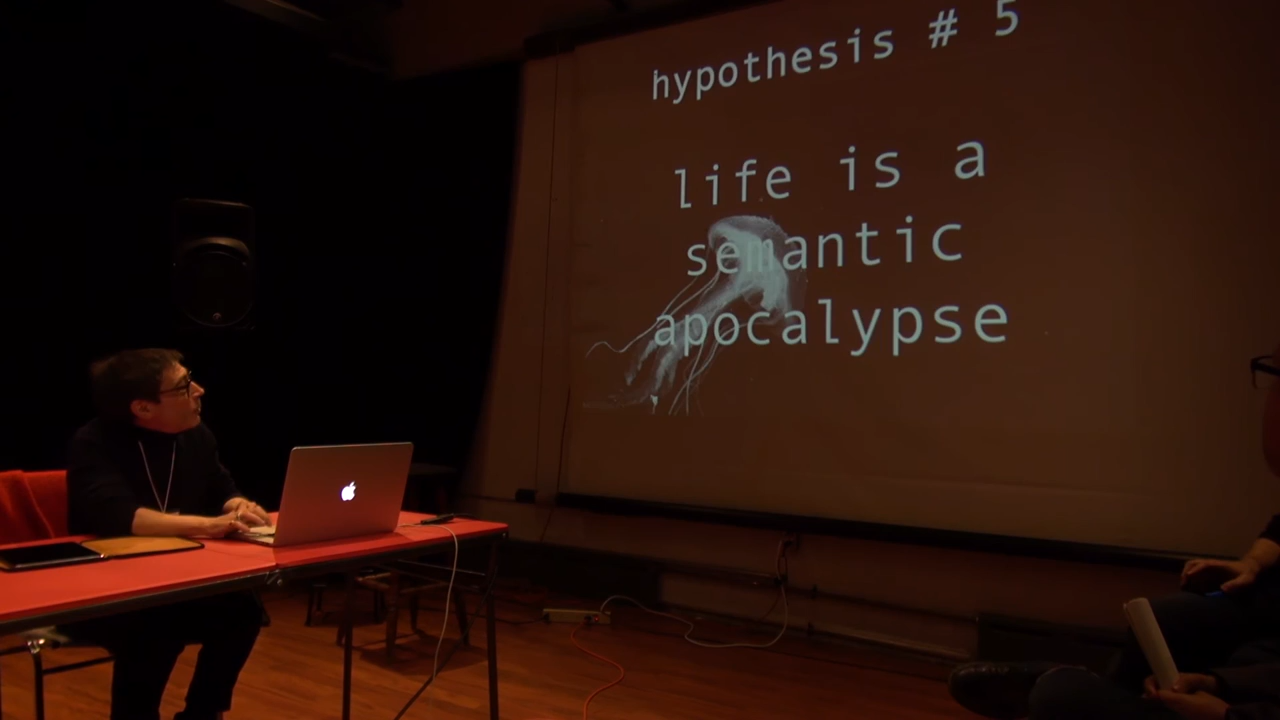 hypothesis # 5
life is a
semantic
apocalypse